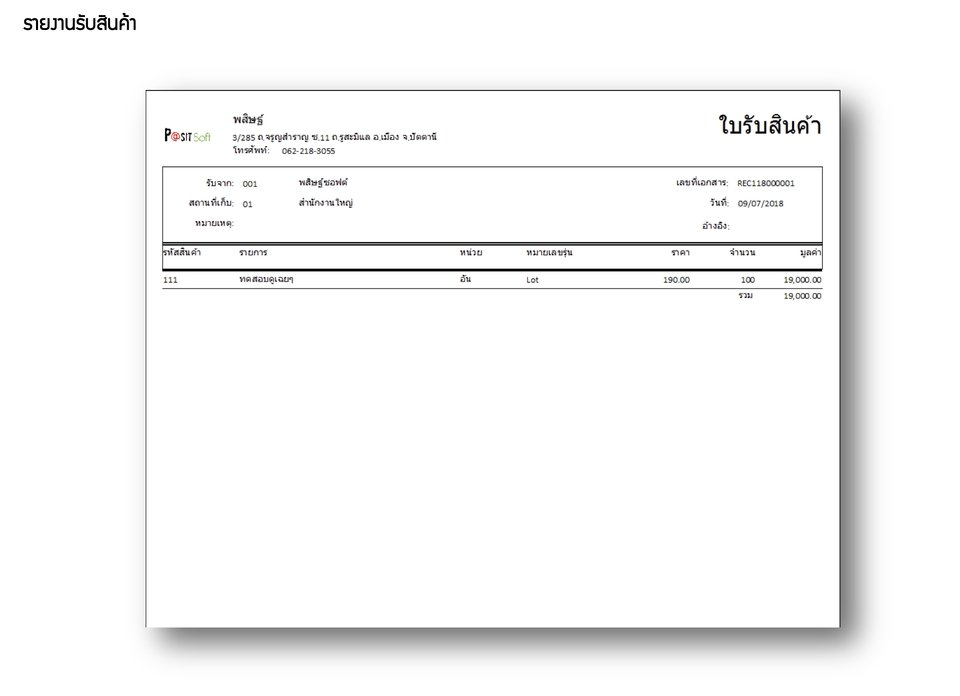 รายงานรับสินค้า
พสิษฐ์
ใบรับสินค้า
P@SIT Soft
3/285 ถ.จรูญสำราญ ซ.11 ต.รูสะมิแล อ.เมือง จ.ปัตตานี
โทรศัพท์: 062-218-3055
รับจาก: 001 พสิษฐ์ซอฟต์ เลขที่เอกสาร: REC118000001
สถานที่เก็บ: 01 สำนักงานใหญ่ วันที่: 09/07/2018
หมายเหตุ: อ้างอิง:
รหัสสินค้า รายการ หน่วย หมายเลขรุ่น ราคา จำนวน มูลค่า
111 ทดสอบดูเฉยๆ อัน Lot 190.00 100 19,000.00
รวม 19,000.00